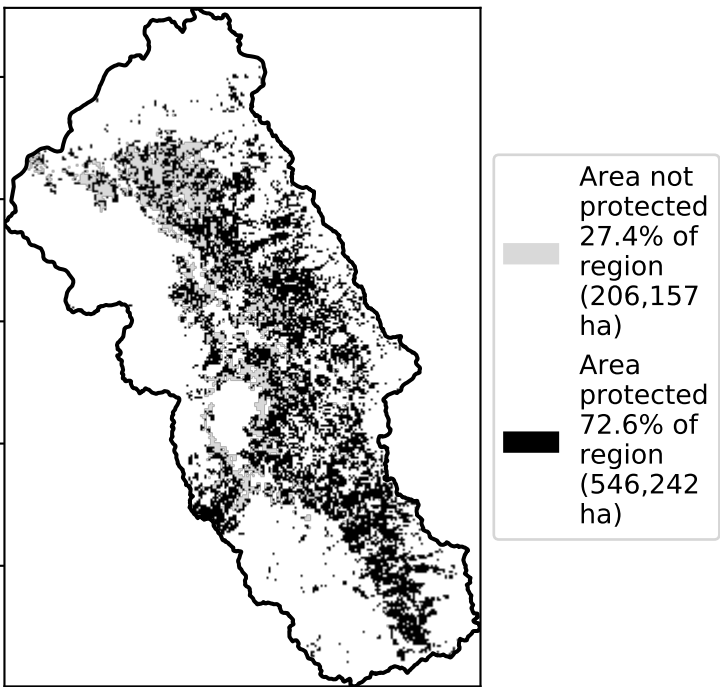 Area not
protected
27.4% of
region
(206,157
ha)
Area
protected
72.6% of
region
(546,242
ha)